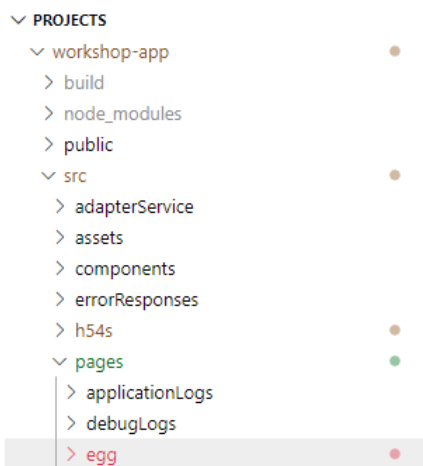 PROJECTS
workshop-app
build
node_modules
public
src
adapterService
assets
components
errorResponses
h54s
pages
applicationLogs
debugLogs
egg